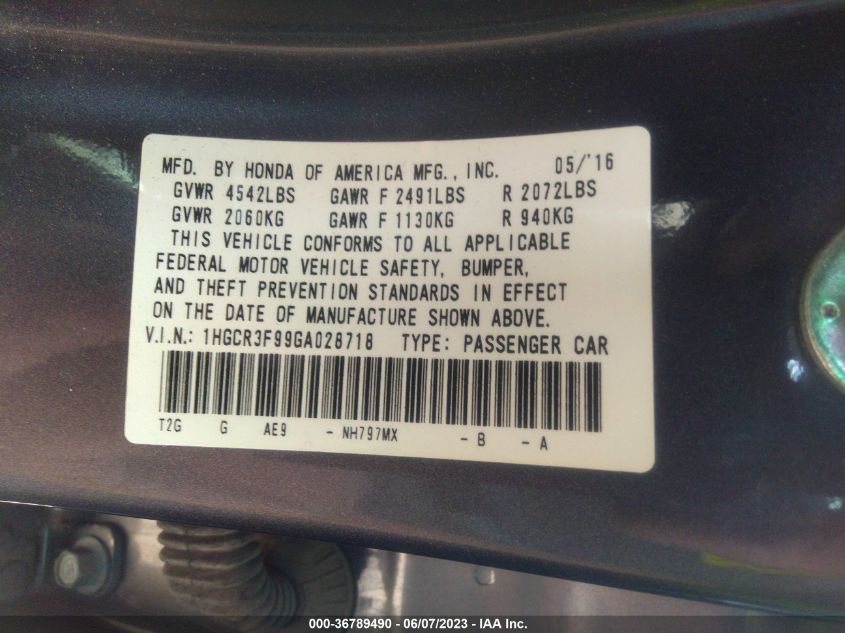 MFD. BY HONDA OF AMERICA MFG., INC. 05/'16
GVWR 4542LBS GAWR F 2491LBS R 2072LBS
GVWR 2060KG GAWR F 1130KG R 940KG
THIS VEHICLE CONFORMS TO ALL APPLICABLE
FEDERAL MOTOR VEHICLE SAFETY, BUMPER,
AND THEFT PREVENTION STANDARDS IN EFFECT
ON THE DATE OF MANUFACTURE SHOWN ABOVE.
V.I.N.: 1HGCR3F99GA028718 TYPE: PASSENGER CAR
T2G G AE9 - NH797MX - B - A
000-36789490 - 06/07/2023 - IAA Inc.